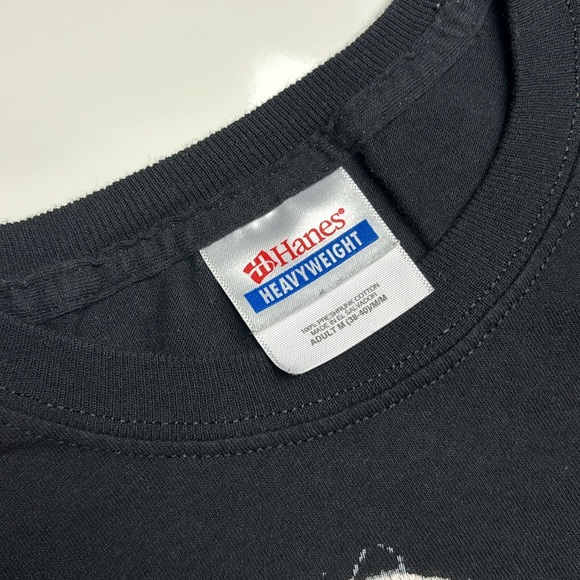 Hanes®
HEAVYWEIGHT
100% PRESHRUNK COTTON
MADE IN EL SALVADOR
ADULT M (38-40)/M/M